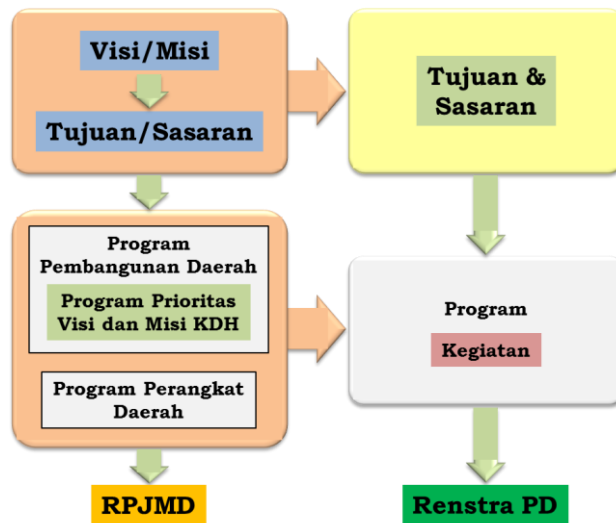 Visi/Misi
Tujuan/Sasaran
Tujuan &
Sasaran
Program
Pembangunan Daerah
Program Prioritas
Visi dan Misi KDH
Program Perangkat
Daerah
Program
Kegiatan
RPJMD
Renstra PD